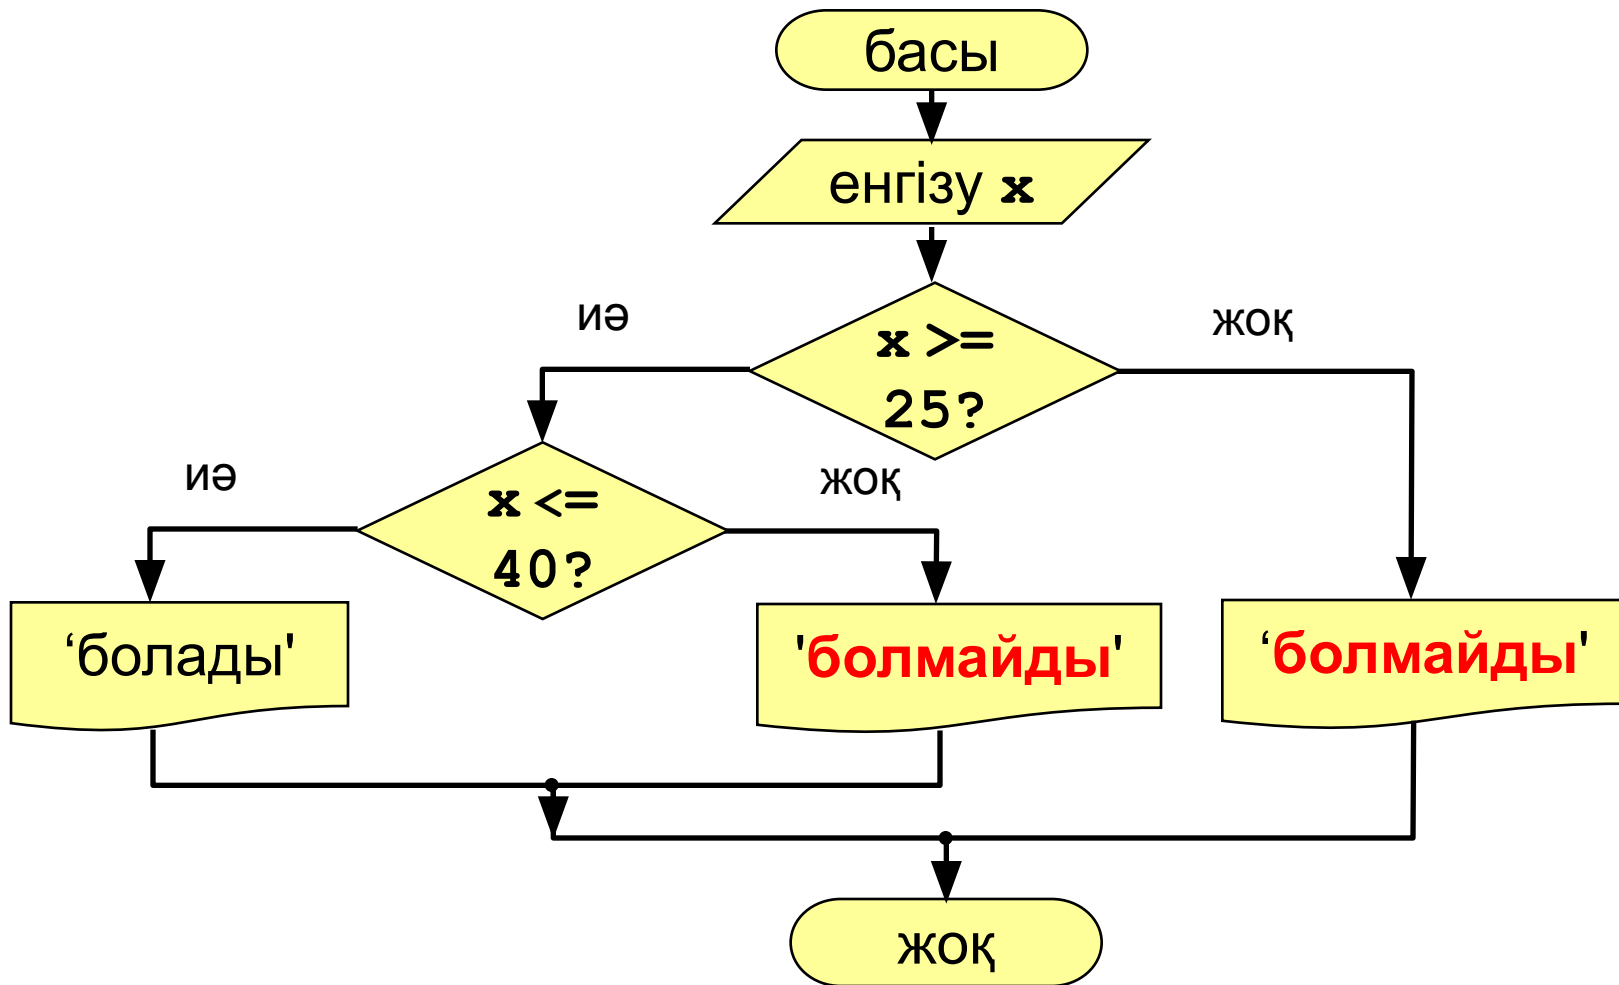 басы
енгізу x
иә
жоқ
x >=
25?
иә
жоқ
x <=
40?
‘болады'
'болмайды'
‘болмайды'
жоқ